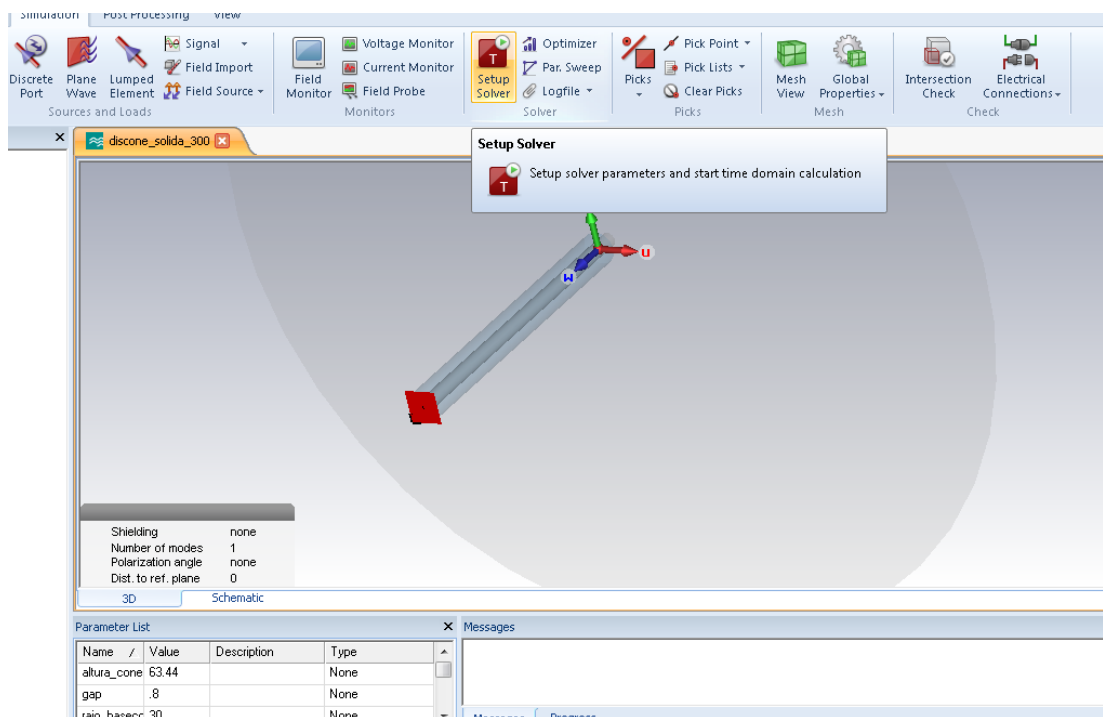 Simulation Post Processing View
Discrete Port
Plane Wave
Lumped Element
Signal
Field Import
Field Source
Sources and Loads
Field Monitor
Voltage Monitor
Current Monitor
Field Probe
Monitors
Setup Solver
Optimizer
Par. Sweep
Logfile
Solver
Picks
Pick Point
Pick Lists
Clear Picks
Picks
Mesh View
Global Properties
Mesh
Intersection Check
Electrical Connections
Check
discone_solida_300
Setup Solver
T
Setup solver parameters and start time domain calculation
u
w
Shielding none
Number of modes 1
Polarization angle none
Dist. to ref. plane 0
3D Schematic
Parameter List
Messages
Name / Value Description Type
altura_cone 63.44 None
gap .8 None
raio_basecc 30 None
Messages Progress